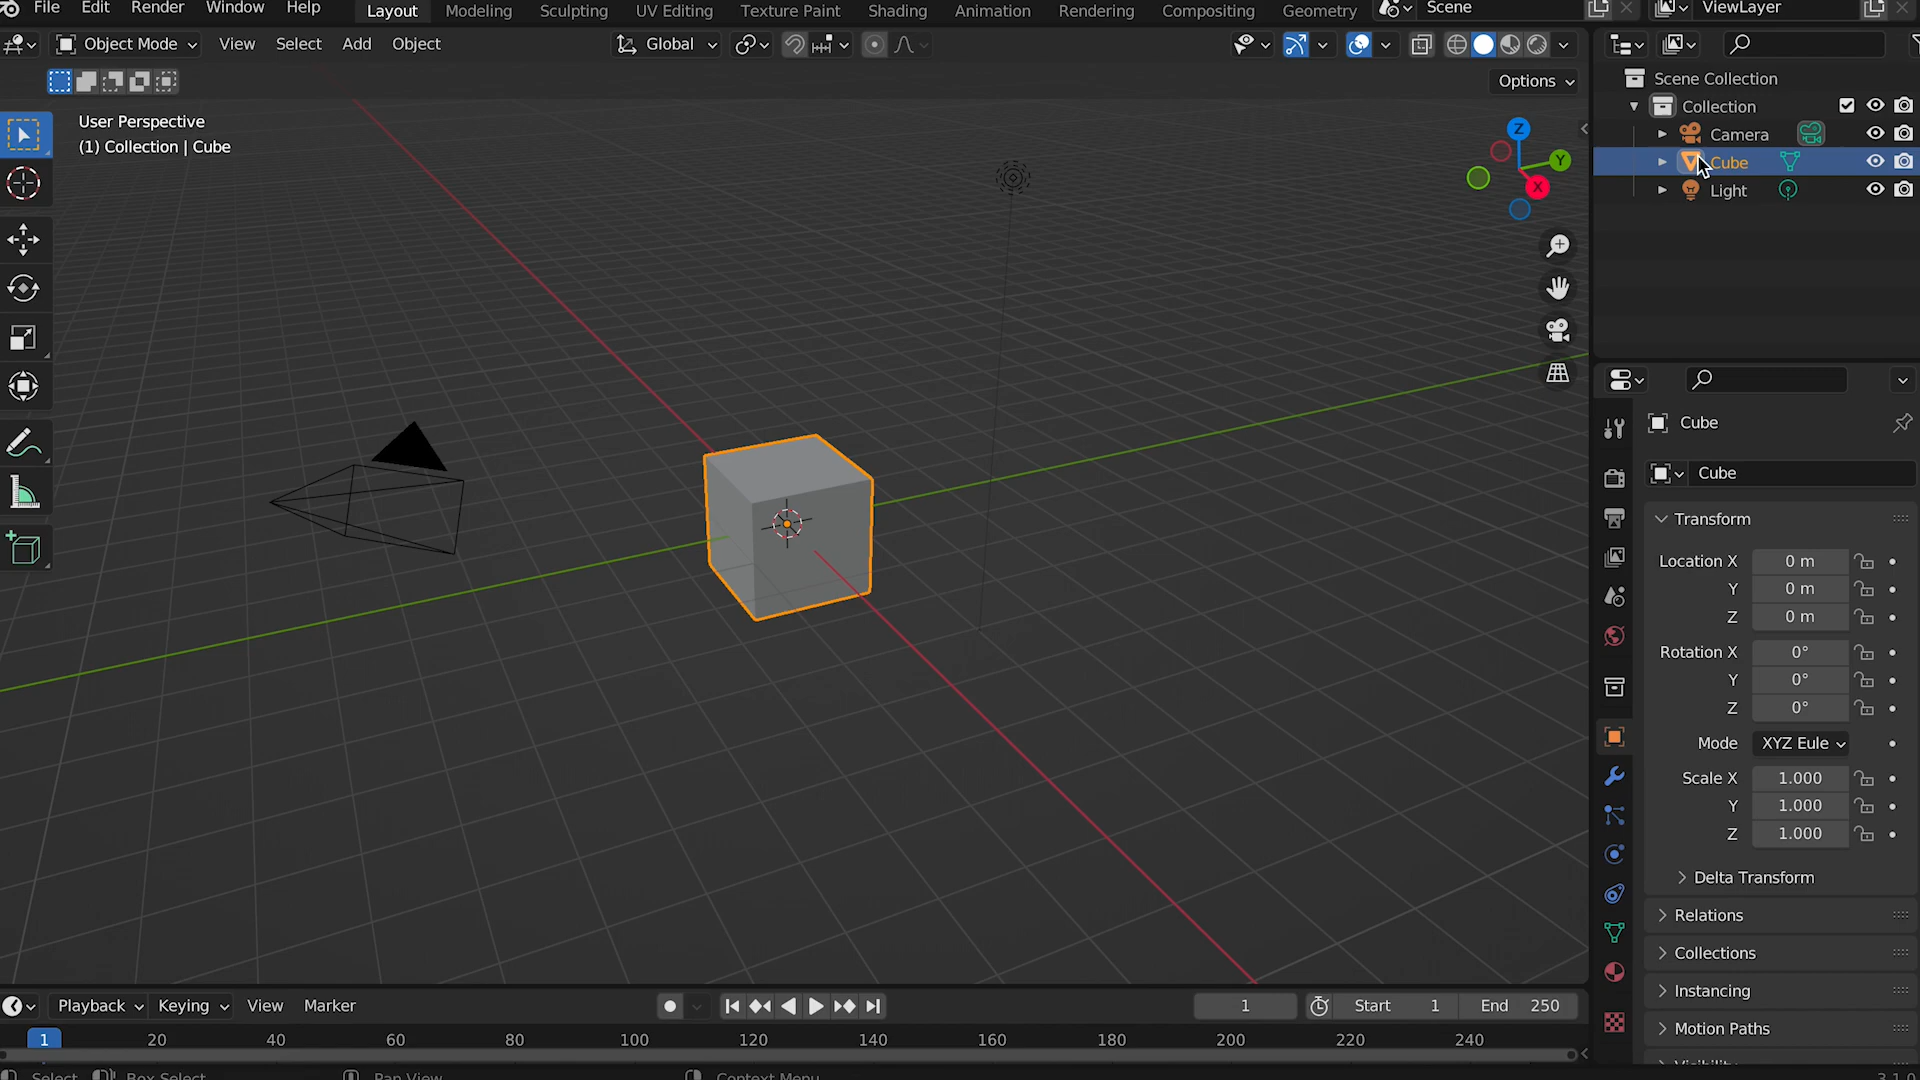 File Edit Render Window Help Layout Modeling Sculpting UV Editing Texture Paint Shading Animation Rendering Compositing Geometry Scene ViewLayer
Object Mode View Select Add Object Global
Options
User Perspective
(1) Collection | Cube
Z
Y
X
Scene Collection
Collection
Camera
Cube
Light
Cube
Cube
Transform
Location X 0 m
Y 0 m
Z 0 m
Rotation X 0°
Y 0°
Z 0°
Mode XYZ Eule
Scale X 1.000
Y 1.000
Z 1.000
Delta Transform
Relations
Collections
Instancing
Motion Paths
Visibility
Playback Keying View Marker 1 Start 1 End 250
1 20 40 60 80 100 120 140 160 180 200 220 240
Select Box Select Pan View Context Menu 3.1.0